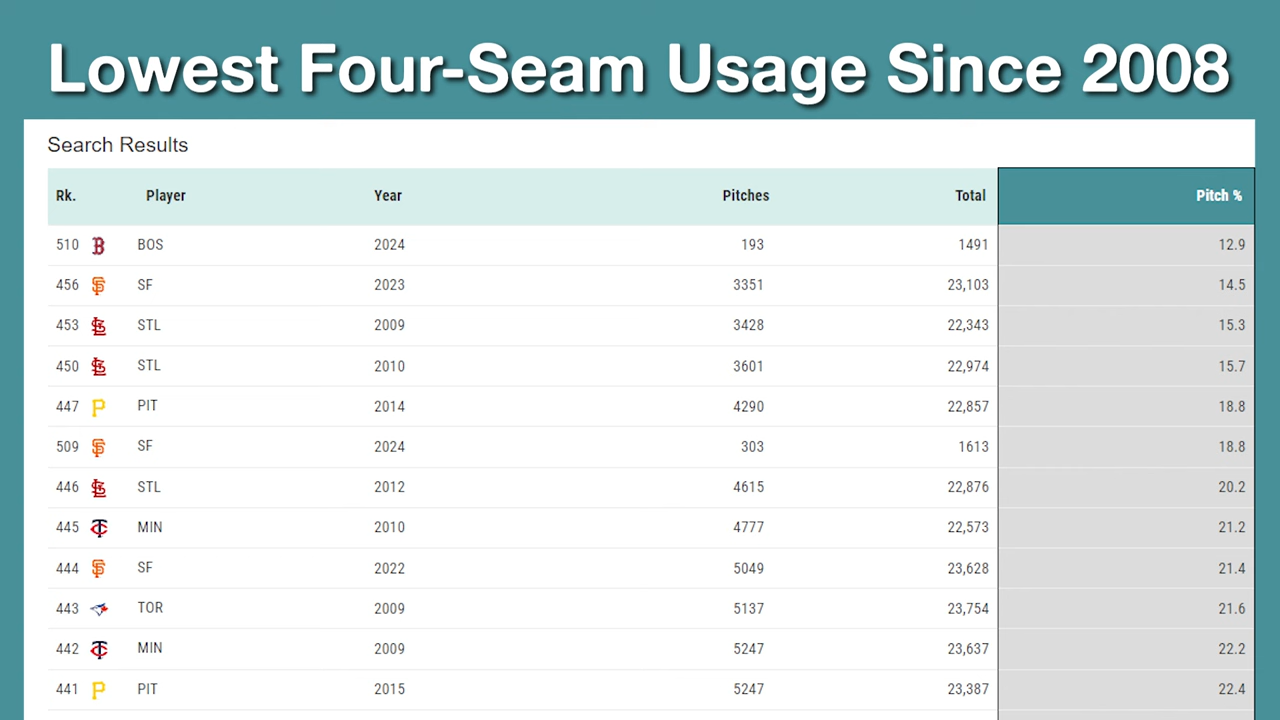 Lowest Four-Seam Usage Since 2008
Search Results
Rk. Player Year Pitches Total Pitch %
510 BOS 2024 193 1491 12.9
456 SF 2023 3351 23,103 14.5
453 STL 2009 3428 22,343 15.3
450 STL 2010 3601 22,974 15.7
447 PIT 2014 4290 22,857 18.8
509 SF 2024 303 1613 18.8
446 STL 2012 4615 22,876 20.2
445 MIN 2010 4777 22,573 21.2
444 SF 2022 5049 23,628 21.4
443 TOR 2009 5137 23,754 21.6
442 MIN 2009 5247 23,637 22.2
441 PIT 2015 5247 23,387 22.4